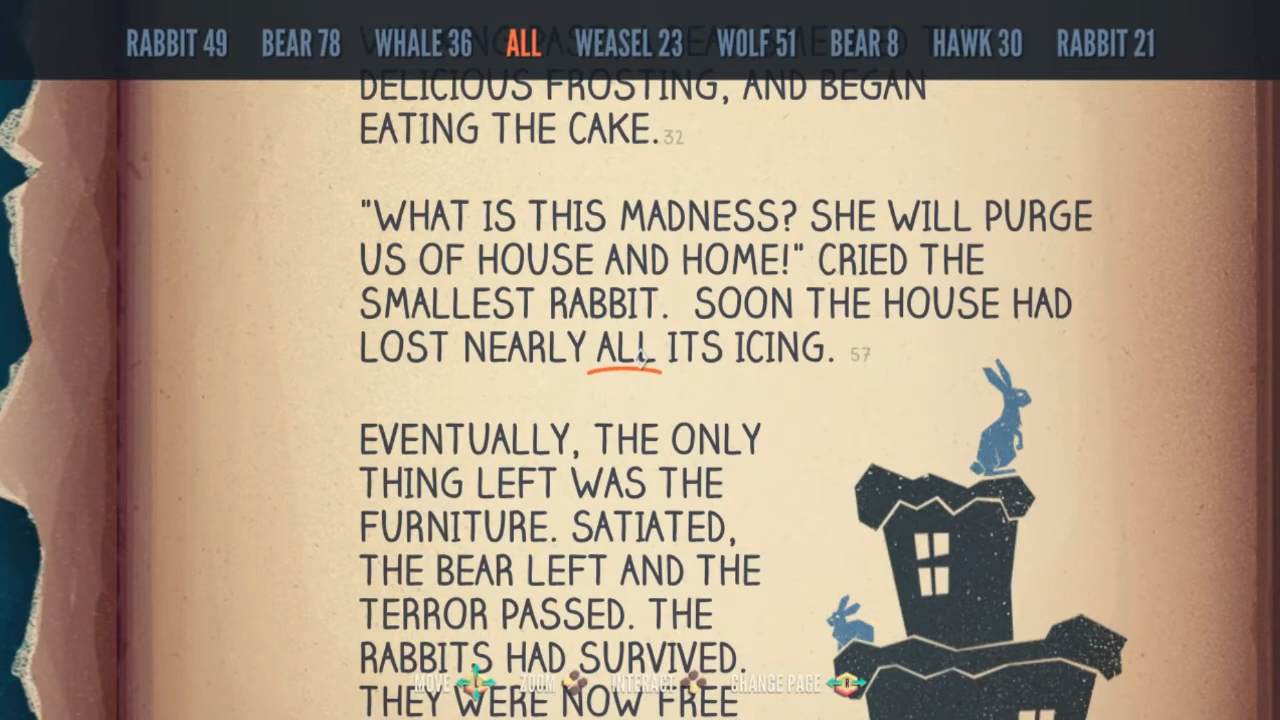 RABBIT 49 BEAR 78 WHALE 36 ALL WEASEL 23 WOLF 51 BEAR 8 HAWK 30 RABBIT 21
DELICIOUS FROSTING, AND BEGAN
EATING THE CAKE. 32
"WHAT IS THIS MADNESS? SHE WILL PURGE
US OF HOUSE AND HOME!" CRIED THE
SMALLEST RABBIT. SOON THE HOUSE HAD
LOST NEARLY ALL ITS ICING. 57
EVENTUALLY, THE ONLY
THING LEFT WAS THE
FURNITURE. SATIATED,
THE BEAR LEFT AND THE
TERROR PASSED. THE
RABBITS HAD SURVIVED.
MOVE L ZOOM INTERACT CHANGE PAGE R
THEY WERE NOW FREE